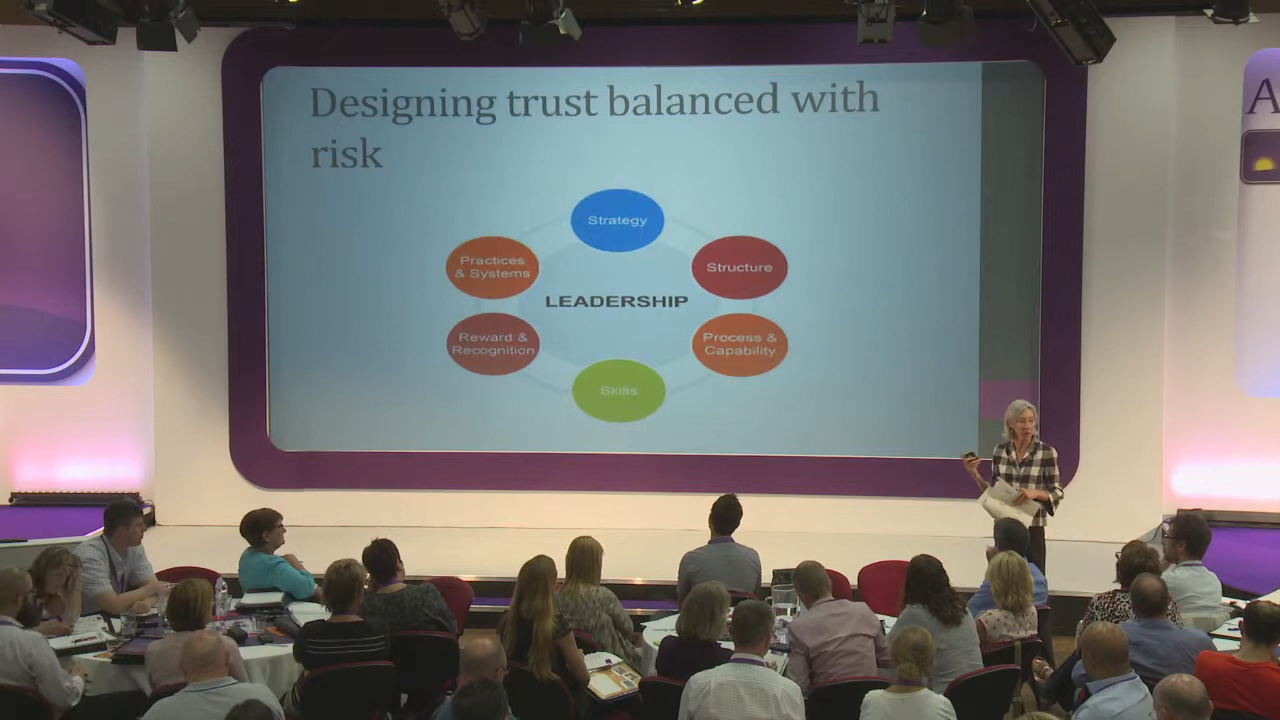 Designing trust balanced with
risk
Strategy
Practices
& Systems
Structure
LEADERSHIP
Reward &
Recognition
Process &
Capability
Skills
A